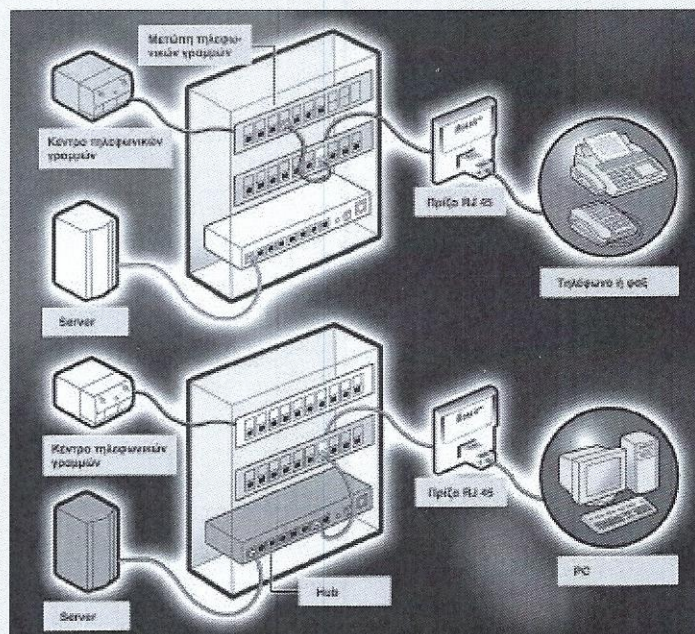 Μετώπη τηλεφω-
νικών γραμμών
Κέντρο τηλεφωνικών
γραμμών
Πρίζα RJ 45
Server
Τηλέφωνο ή φαξ
Κέντρο τηλεφωνικών
γραμμών
Πρίζα RJ 45
Server
Hub
PC